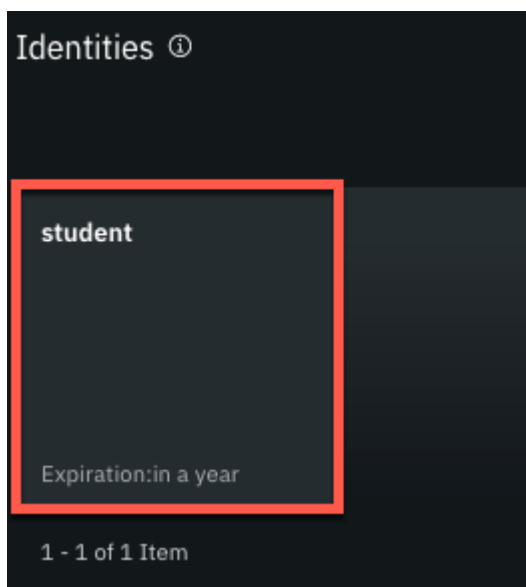 Identities
student
Expiration:in a year
1 - 1 of 1 Item